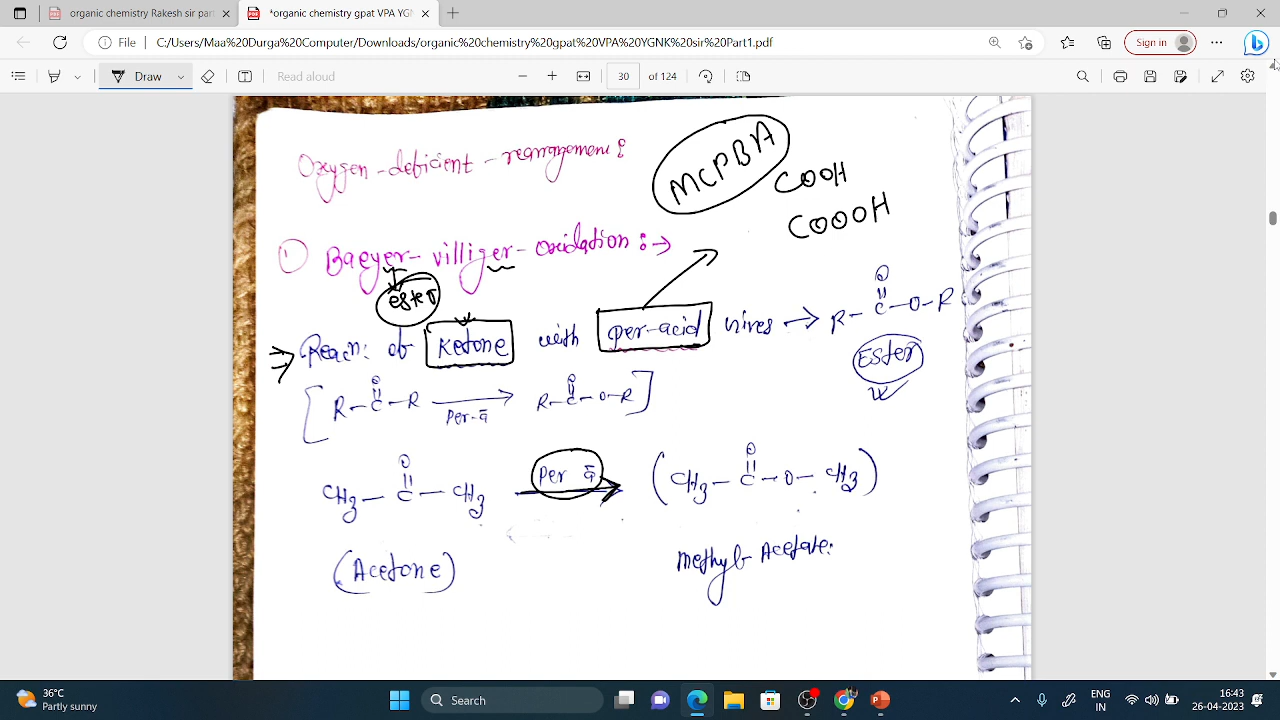 organic chemistry Rakesh sir part
*organic chemistry gpat VPA YGN
File
C:/Users/Maa%20Durga%20Computer/Downloads/organic%20chemistry%20gpat%20VPA%20YGNK%20sir%20Part1.pdf
Sign in
Draw
Read aloud
30 of 124
Oxygen-deficient-rearrangement:
MCPBA
COOH
COOOH
① Baeyer-villiger-oxidation :→
ester
⇒ Reacn: of Ketone with per-acid Gives → R-C-O-R
O
Ester
[R-C-R → R-C-O-R]
O O
Per-ā
CH3-C-CH3 → (CH3-C-O-CH3)
O O
Per ā
(Acetone)
Methyl-Acetate.
35°C
Partly sunny
Search
ENG
IN
10:43
26-04-2023